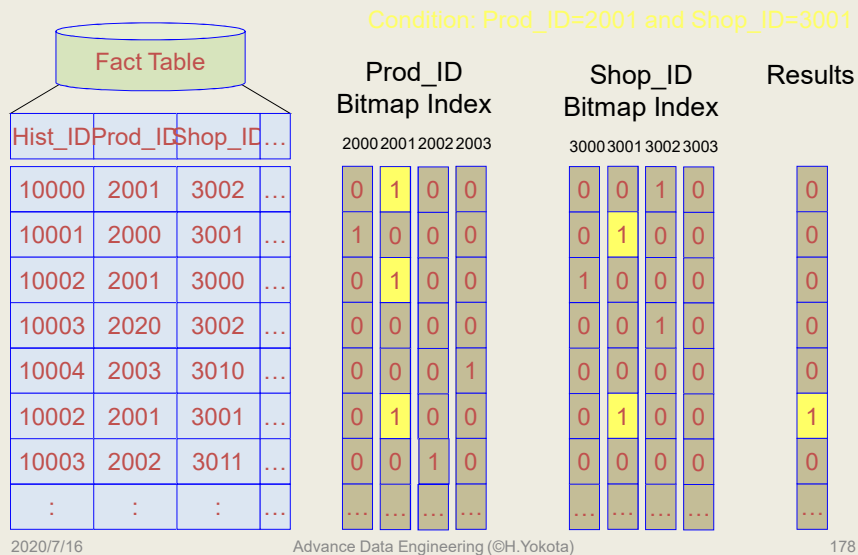 Condition: Prod_ID=2001 and Shop_ID=3001
Fact Table
Prod_ID
Bitmap Index
Shop_ID
Bitmap Index
Results
Hist_ID Prod_ID Shop_ID …
2000 2001 2002 2003 3000 3001 3002 3003
10000 2001 3002 … 0 1 0 0 0 0 1 0 0
10001 2000 3001 … 1 0 0 0 0 1 0 0 0
10002 2001 3000 … 0 1 0 0 1 0 0 0 0
10003 2020 3002 … 0 0 0 0 0 0 1 0 0
10004 2003 3010 … 0 0 0 1 0 0 0 0 0
10002 2001 3001 … 0 1 0 0 0 1 0 0 1
10003 2002 3011 … 0 0 1 0 0 0 0 0 0
: : : … … … … … … … … … …
2020/7/16 Advance Data Engineering (©H.Yokota) 178